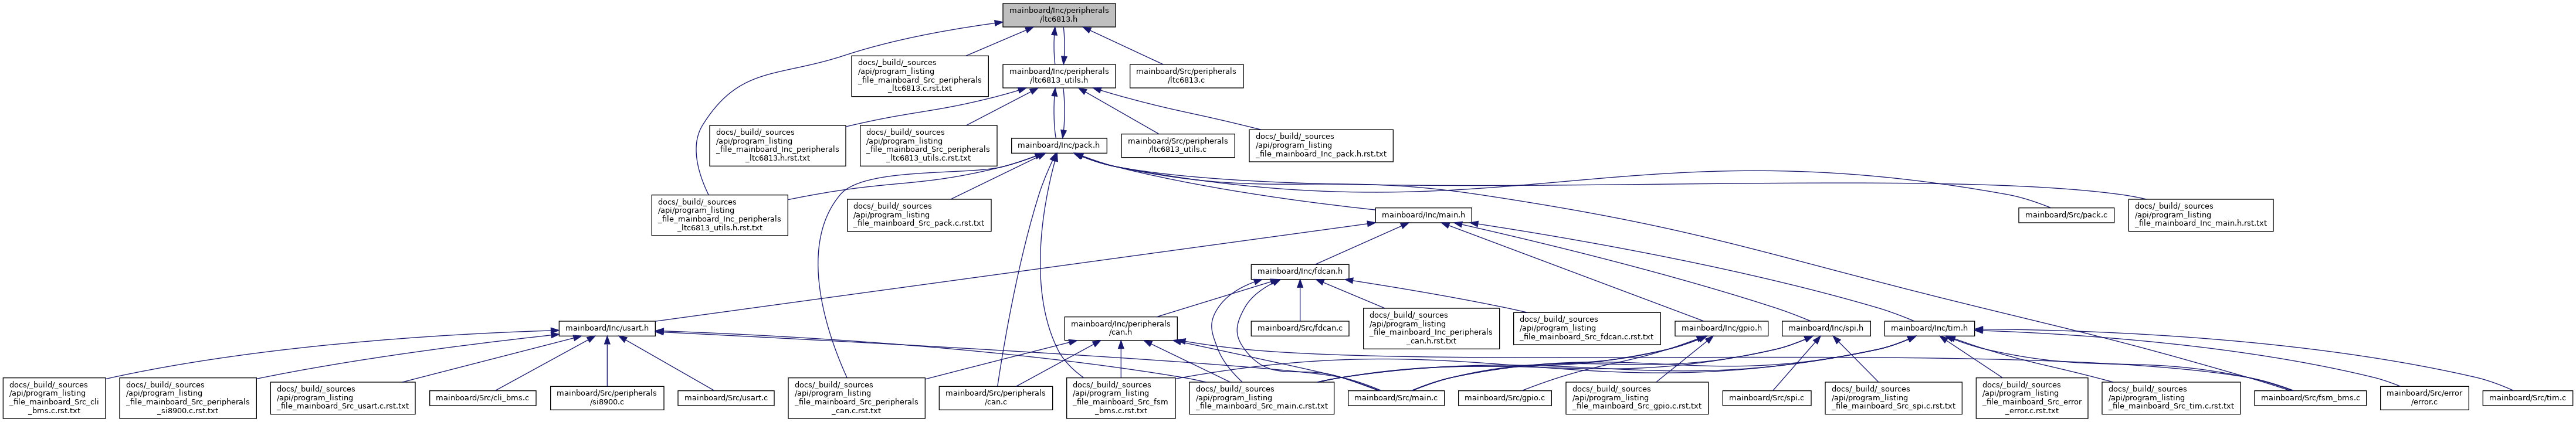 mainboard/Inc/peripherals
/ltc6813.h
docs/_build/_sources
/api/program_listing
_file_mainboard_Src_peripherals
_ltc6813.c.rst.txt
mainboard/Inc/peripherals
/ltc6813_utils.h
mainboard/Src/peripherals
/ltc6813.c
docs/_build/_sources
/api/program_listing
_file_mainboard_Inc_peripherals
_ltc6813.h.rst.txt
docs/_build/_sources
/api/program_listing
_file_mainboard_Src_peripherals
_ltc6813_utils.c.rst.txt
mainboard/Inc/pack.h
mainboard/Src/peripherals
/ltc6813_utils.c
docs/_build/_sources
/api/program_listing
_file_mainboard_Inc_pack.h.rst.txt
docs/_build/_sources
/api/program_listing
_file_mainboard_Inc_peripherals
_ltc6813_utils.h.rst.txt
docs/_build/_sources
/api/program_listing
_file_mainboard_Src_pack.c.rst.txt
mainboard/Inc/main.h
mainboard/Src/pack.c
docs/_build/_sources
/api/program_listing
_file_mainboard_Inc_main.h.rst.txt
mainboard/Inc/fdcan.h
mainboard/Inc/usart.h
mainboard/Inc/peripherals
/can.h
mainboard/Src/fdcan.c
docs/_build/_sources
/api/program_listing
_file_mainboard_Inc_peripherals
_can.h.rst.txt
docs/_build/_sources
/api/program_listing
_file_mainboard_Src_fdcan.c.rst.txt
mainboard/Inc/gpio.h
mainboard/Inc/spi.h
mainboard/Inc/tim.h
docs/_build/_sources
/api/program_listing
_file_mainboard_Src_cli
_bms.c.rst.txt
docs/_build/_sources
/api/program_listing
_file_mainboard_Src_peripherals
_si8900.c.rst.txt
docs/_build/_sources
/api/program_listing
_file_mainboard_Src_usart.c.rst.txt
mainboard/Src/cli_bms.c
mainboard/Src/peripherals
/si8900.c
mainboard/Src/usart.c
docs/_build/_sources
/api/program_listing
_file_mainboard_Src_peripherals
_can.c.rst.txt
mainboard/Src/peripherals
/can.c
docs/_build/_sources
/api/program_listing
_file_mainboard_Src_fsm
_bms.c.rst.txt
docs/_build/_sources
/api/program_listing
_file_mainboard_Src_main.c.rst.txt
mainboard/Src/main.c
mainboard/Src/gpio.c
docs/_build/_sources
/api/program_listing
_file_mainboard_Src_gpio.c.rst.txt
mainboard/Src/spi.c
docs/_build/_sources
/api/program_listing
_file_mainboard_Src_spi.c.rst.txt
docs/_build/_sources
/api/program_listing
_file_mainboard_Src_error
_error.c.rst.txt
docs/_build/_sources
/api/program_listing
_file_mainboard_Src_tim.c.rst.txt
mainboard/Src/fsm_bms.c
mainboard/Src/error
/error.c
mainboard/Src/tim.c